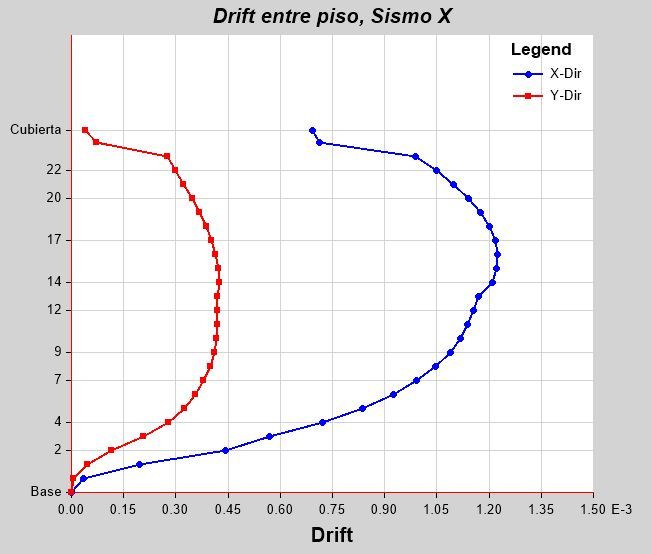 Drift entre piso, Sismo X
Legend
X-Dir
Y-Dir
Cubierta
22
20
17
14
12
9
7
4
2
Base
0.00 0.15 0.30 0.45 0.60 0.75 0.90 1.05 1.20 1.35 1.50 E-3
Drift